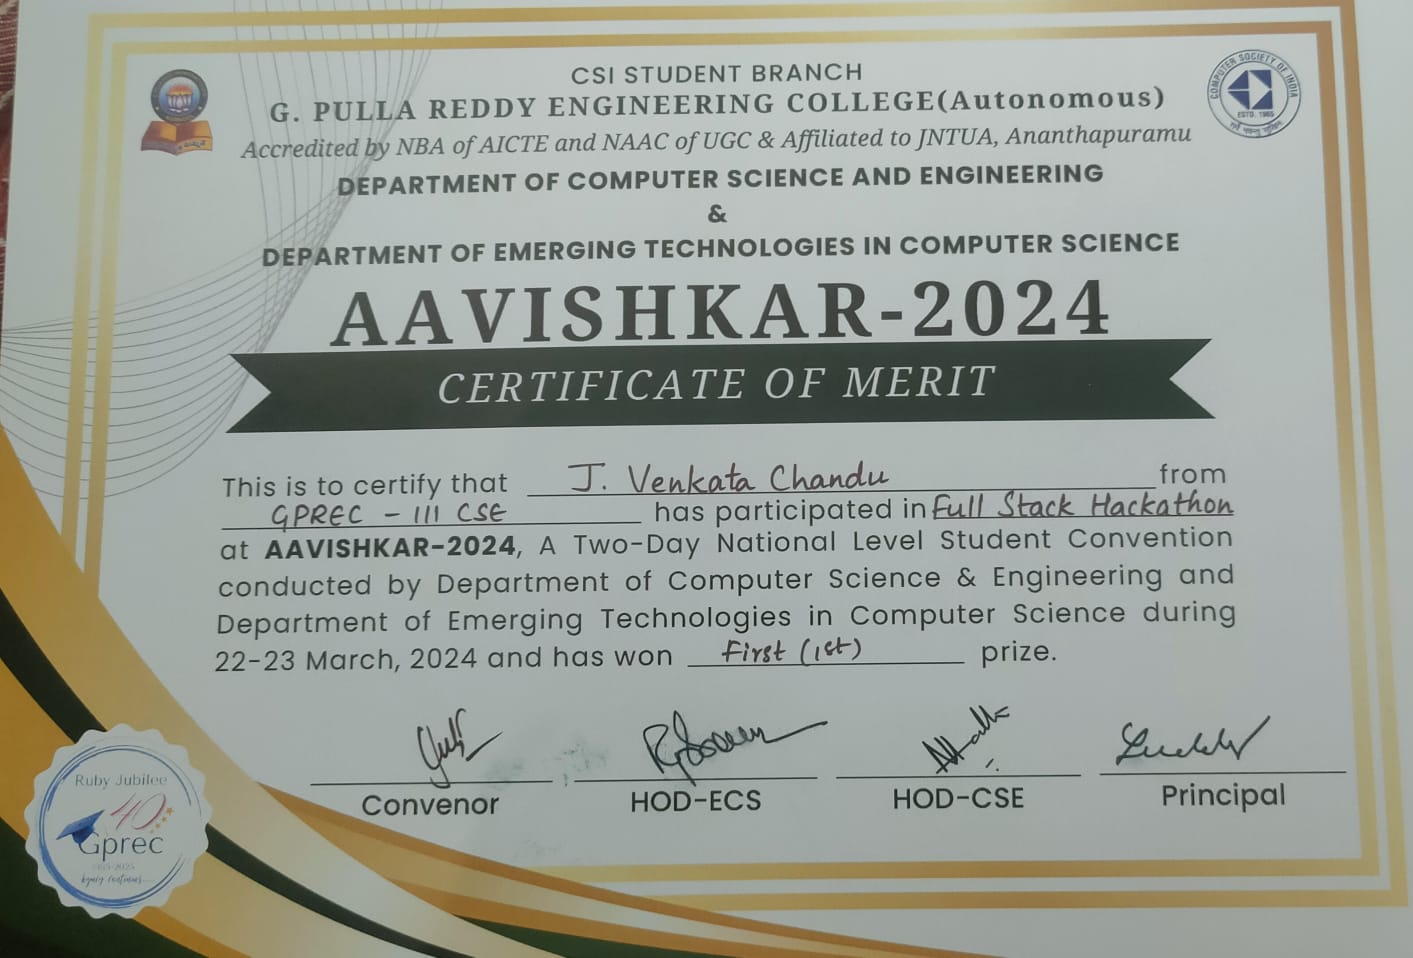 CSI STUDENT BRANCH
G. PULLA REDDY ENGINEERING COLLEGE(Autonomous)
Accredited by NBA of AICTE and NAAC of UGC & Affiliated to JNTUA, Ananthapuramu
DEPARTMENT OF COMPUTER SCIENCE AND ENGINEERING
&
DEPARTMENT OF EMERGING TECHNOLOGIES IN COMPUTER SCIENCE
COMPUTER SOCIETY OF INDIA
ESTD. 1965
AAVISHKAR-2024
CERTIFICATE OF MERIT
This is to certify that J. Venkata Chandu from
GPREC - III CSE has participated in Full Stack Hackathon
at AAVISHKAR-2024, A Two-Day National Level Student Convention
conducted by Department of Computer Science & Engineering and
Department of Emerging Technologies in Computer Science during
22-23 March, 2024 and has won First (1st) prize.
Convenor HOD-ECS HOD-CSE Principal
Ruby Jubilee
40
Gprec